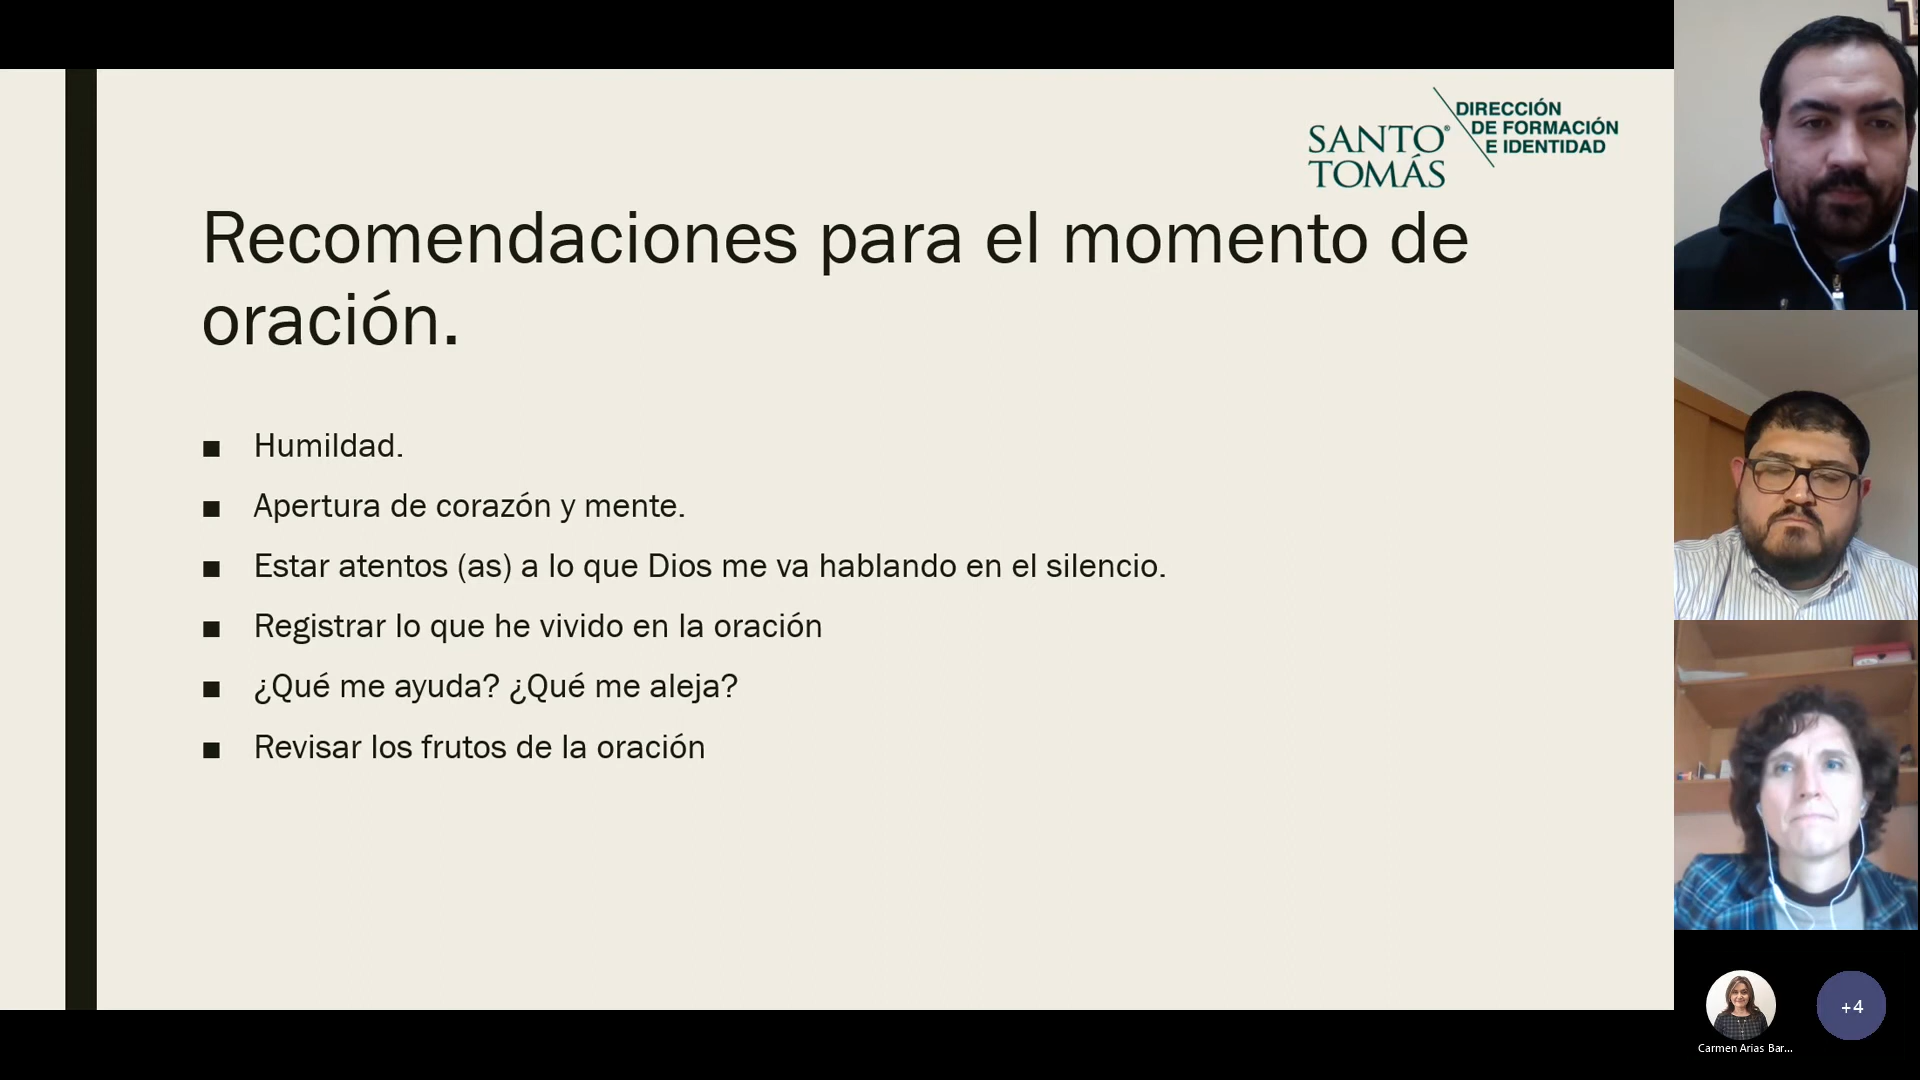 SANTO®
TOMÁS
DIRECCIÓN
DE FORMACIÓN
E IDENTIDAD
Recomendaciones para el momento de
oración.
■ Humildad.
■ Apertura de corazón y mente.
■ Estar atentos (as) a lo que Dios me va hablando en el silencio.
■ Registrar lo que he vivido en la oración
■ ¿Qué me ayuda? ¿Qué me aleja?
■ Revisar los frutos de la oración
Carmen Arias Bar...
+4